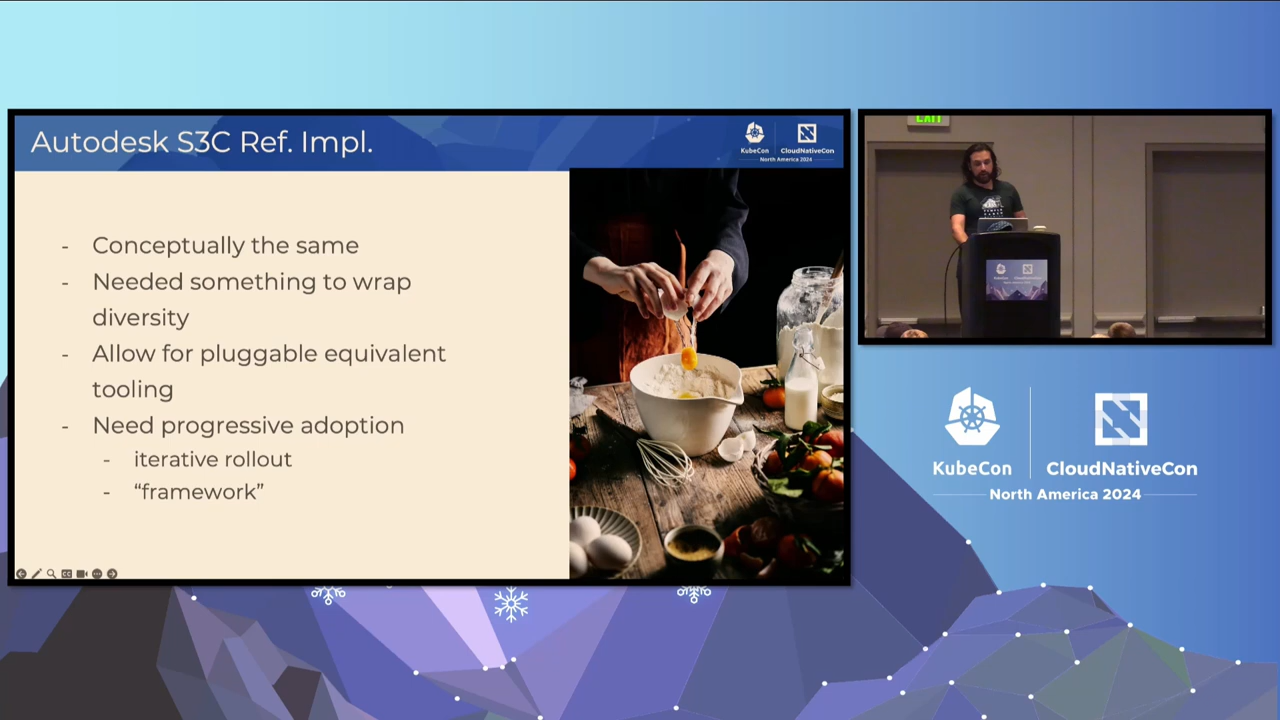 Autodesk S3C Ref. Impl.
KubeCon
CloudNativeCon
North America 2024
- Conceptually the same
- Needed something to wrap
diversity
- Allow for pluggable equivalent
tooling
- Need progressive adoption
- iterative rollout
- “framework”
EXIT
KubeCon
CloudNativeCon
North America 2024